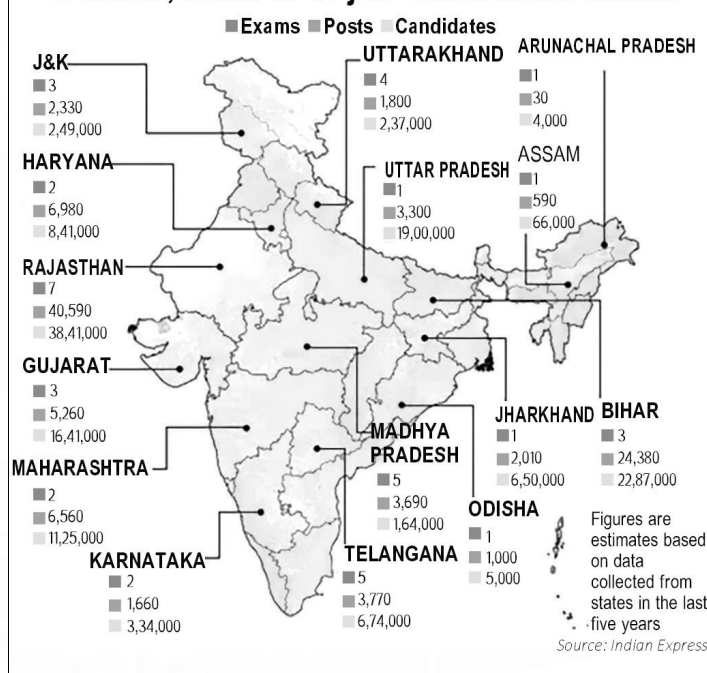 Exams Posts Candidates
J&K
3
2,330
2,49,000
UTTARAKHAND
4
1,800
2,37,000
ARUNACHAL PRADESH
1
30
4,000
HARYANA
2
6,980
8,41,000
UTTAR PRADESH
1
3,300
19,00,000
ASSAM
1
590
66,000
RAJASTHAN
7
40,590
38,41,000
GUJARAT
3
5,260
16,41,000
MAHARASHTRA
2
6,560
11,25,000
KARNATAKA
2
1,660
3,34,000
MADHYA
PRADESH
5
3,690
1,64,000
TELANGANA
5
3,770
6,74,000
JHARKHAND
1
2,010
6,50,000
BIHAR
3
24,380
22,87,000
ODISHA
1
1,000
5,000
Figures are
estimates based
on data
collected from
states in the last
five years
Source: Indian Express